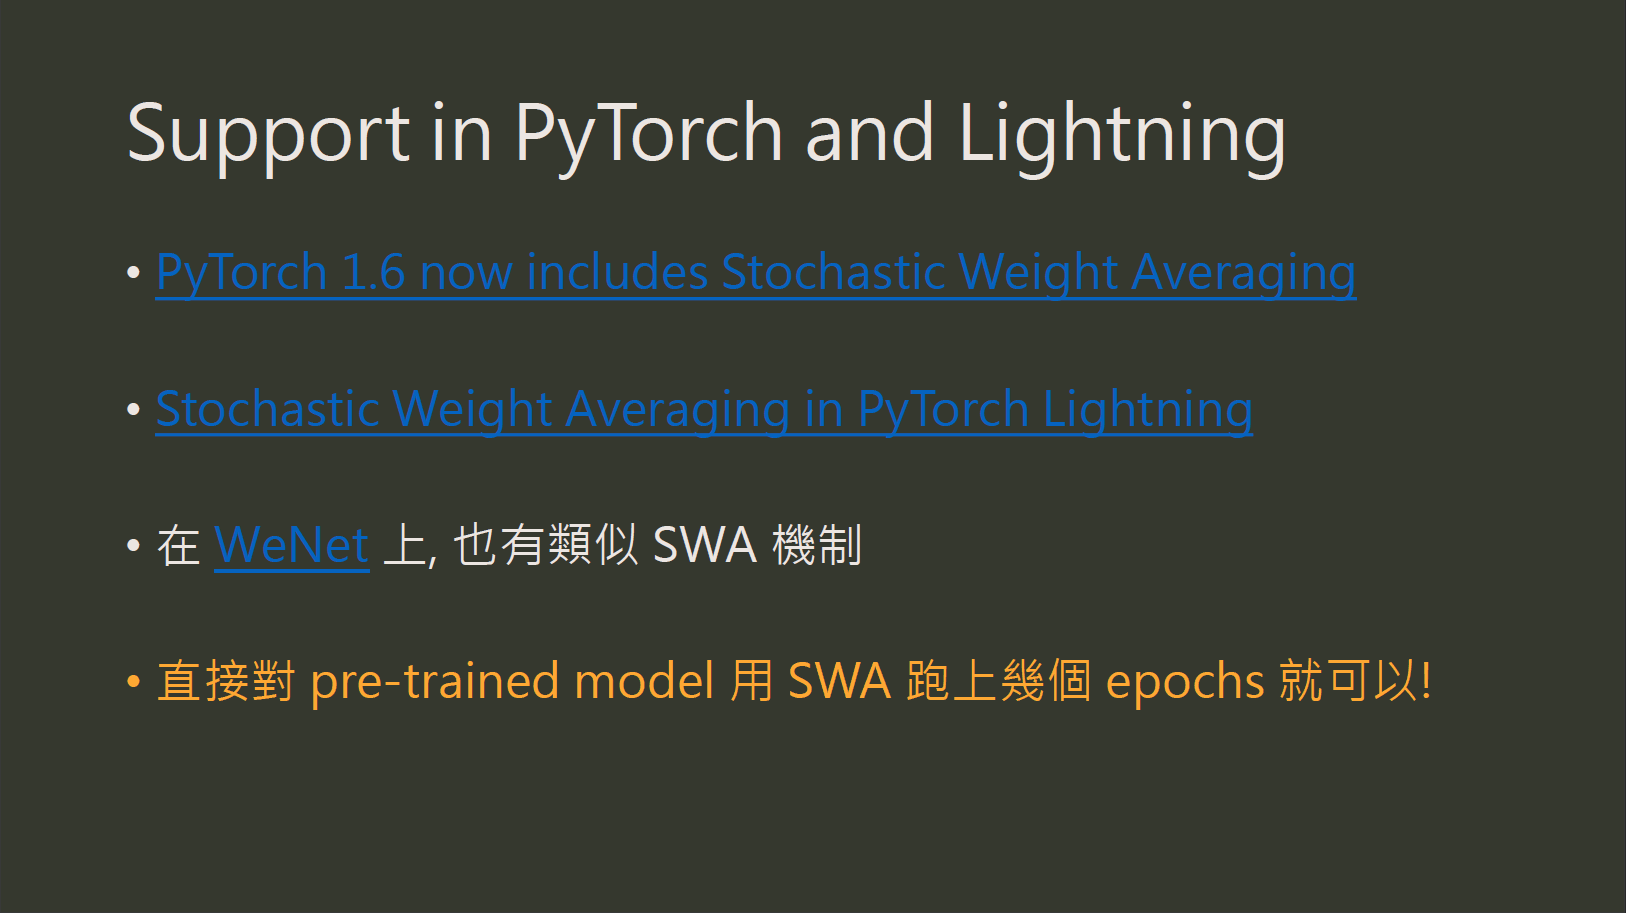 Support in PyTorch and Lightning
• PyTorch 1.6 now includes Stochastic Weight Averaging
• Stochastic Weight Averaging in PyTorch Lightning
• 在 WeNet 上, 也有類似 SWA 機制
• 直接對 pre-trained model 用 SWA 跑上幾個 epochs 就可以!